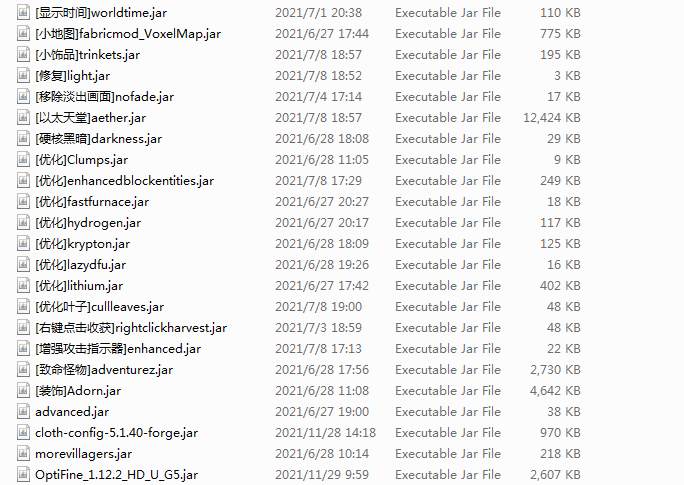 [显示时间]worldtime.jar 2021/7/1 20:38 Executable Jar File 110 KB
[小地图]fabricmod_VoxelMap.jar 2021/6/27 17:44 Executable Jar File 775 KB
[小饰品]trinkets.jar 2021/7/8 18:57 Executable Jar File 195 KB
[修复]light.jar 2021/7/8 18:52 Executable Jar File 3 KB
[移除淡出画面]nofade.jar 2021/7/4 17:14 Executable Jar File 17 KB
[以太天堂]aether.jar 2021/7/8 18:57 Executable Jar File 12,424 KB
[硬核黑暗]darkness.jar 2021/6/28 18:08 Executable Jar File 29 KB
[优化]Clumps.jar 2021/6/28 11:05 Executable Jar File 9 KB
[优化]enhancedblockentities.jar 2021/7/8 17:29 Executable Jar File 249 KB
[优化]fastfurnace.jar 2021/6/27 20:27 Executable Jar File 18 KB
[优化]hydrogen.jar 2021/6/27 20:17 Executable Jar File 117 KB
[优化]krypton.jar 2021/6/28 18:09 Executable Jar File 125 KB
[优化]lazydfu.jar 2021/6/28 19:26 Executable Jar File 16 KB
[优化]lithium.jar 2021/6/27 17:42 Executable Jar File 402 KB
[优化叶子]cullleaves.jar 2021/7/8 19:00 Executable Jar File 48 KB
[右键点击收获]rightclickharvest.jar 2021/7/3 18:59 Executable Jar File 48 KB
[增强攻击指示器]enhanced.jar 2021/7/8 17:13 Executable Jar File 22 KB
[致命怪物]adventurez.jar 2021/6/28 17:56 Executable Jar File 2,730 KB
[装饰]Adorn.jar 2021/6/28 11:08 Executable Jar File 4,642 KB
advanced.jar 2021/6/27 19:00 Executable Jar File 38 KB
cloth-config-5.1.40-forge.jar 2021/11/28 14:18 Executable Jar File 970 KB
morevillagers.jar 2021/6/28 10:14 Executable Jar File 218 KB
OptiFine_1.12.2_HD_U_G5.jar 2021/11/29 9:59 Executable Jar File 2,607 KB